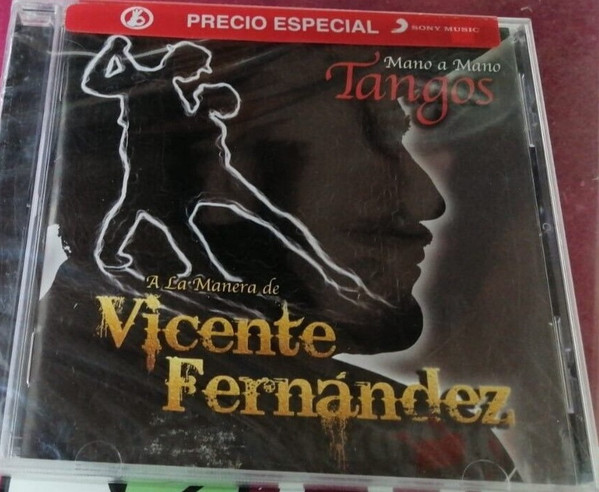 PRECIO ESPECIAL SONY MUSIC
Mano a Mano
Tangos
A La Manera de
Vicente
Fernández